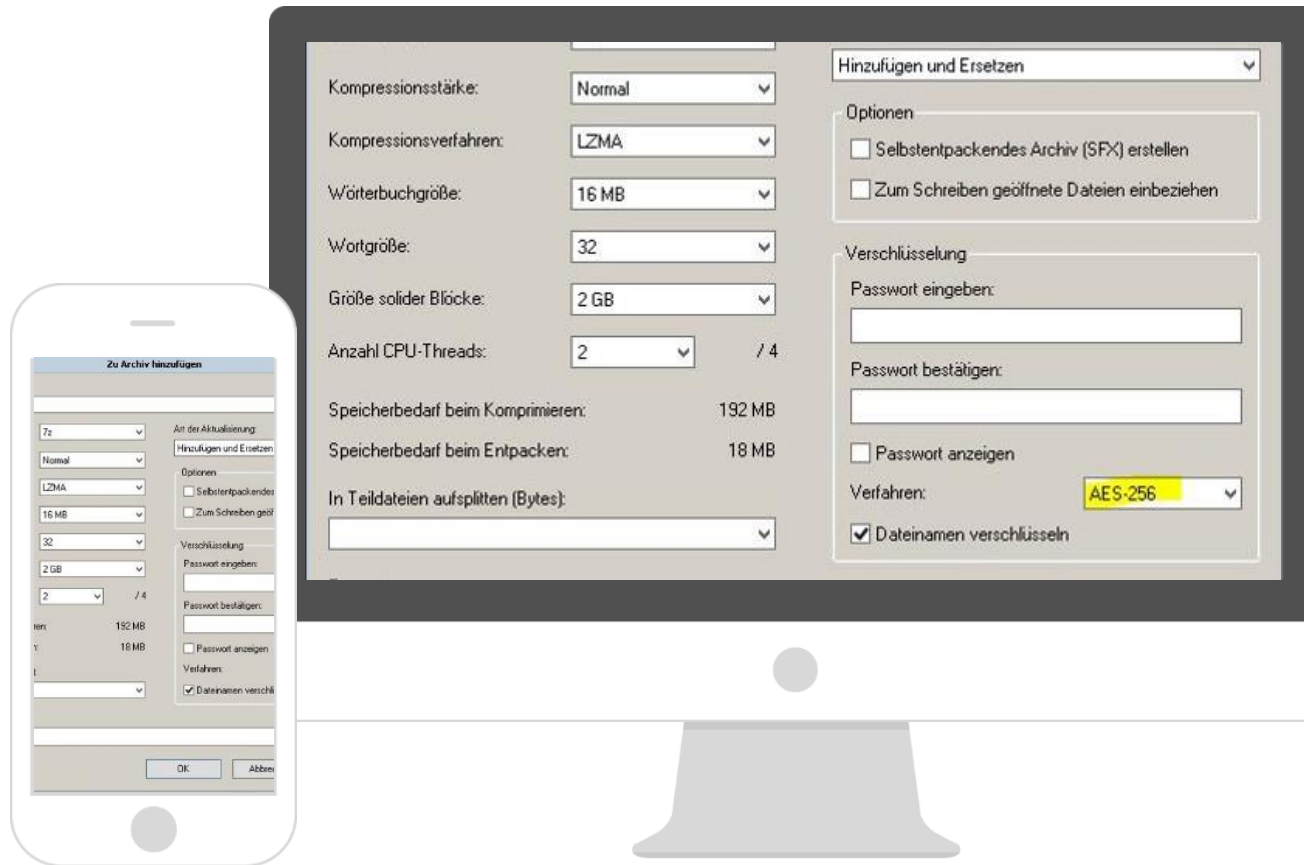 Hinzufügen und Ersetzen
Kompressionsstärke: Normal
Optionen
Kompressionsverfahren: LZMA
Selbstentpackendes Archiv (SFX) erstellen
Wörterbuchgröße: 16 MB
Zum Schreiben geöffnete Dateien einbeziehen
Wortgröße: 32
Verschlüsselung
Passwort eingeben:
Größe solider Blöcke: 2 GB
Anzahl CPU-Threads: 2 / 4
Passwort bestätigen:
Speicherbedarf beim Komprimieren: 192 MB
Speicherbedarf beim Entpacken: 18 MB
Passwort anzeigen
In Teildateien aufsplitten (Bytes):
Verfahren: AES-256
Dateinamen verschlüsseln
Zu Archiv hinzufügen
7z
Art der Aktualisierung:
Normal
Hinzufügen und Ersetzen
Optionen
LZMA
Selbstentpackendes
16 MB
Zum Schreiben geöf
32
Verschlüsselung
2 GB
Passwort eingeben:
2 / 4
Passwort bestätigen:
192 MB
18 MB
Passwort anzeigen
Verfahren:
Dateinamen verschl
OK
Abbre